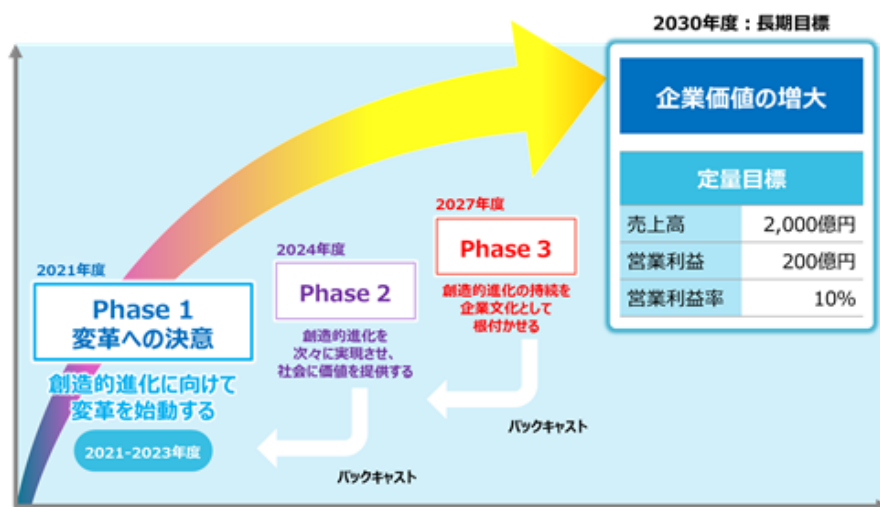 2030年度：長期目標
企業価値の増大
定量目標
売上高 2,000億円
営業利益 200億円
営業利益率 10%
2027年度
Phase 3
創造的進化の持続を
企業文化として
根付かせる
2024年度
Phase 2
創造的進化を
次々に実現させ、
社会に価値を提供する
2021年度
Phase 1
変革への決意
創造的進化に向けて
変革を始動する
2021-2023年度
バックキャスト
バックキャスト